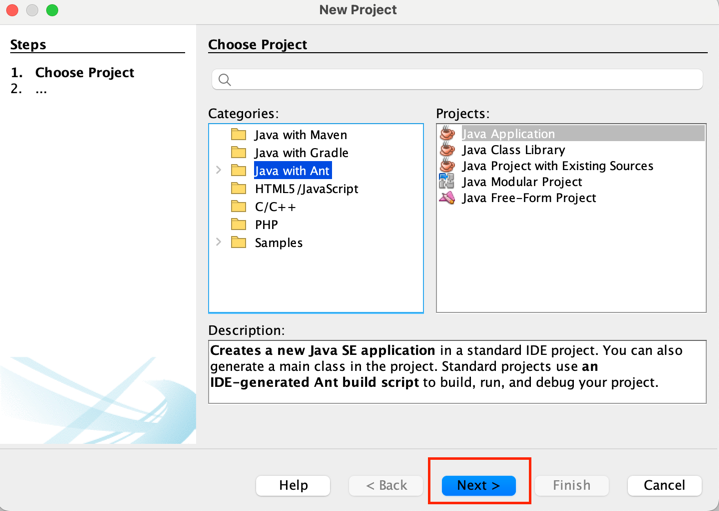 New Project
Steps
1. Choose Project
2. ...
Choose Project
Categories:
Java with Maven
Java with Gradle
Java with Ant
HTML5/JavaScript
C/C++
PHP
Samples
Projects:
Java Application
Java Class Library
Java Project with Existing Sources
Java Modular Project
Java Free-Form Project
Description:
Creates a new Java SE application in a standard IDE project. You can also
generate a main class in the project. Standard projects use an
IDE-generated Ant build script to build, run, and debug your project.
Help
< Back
Next >
Finish
Cancel